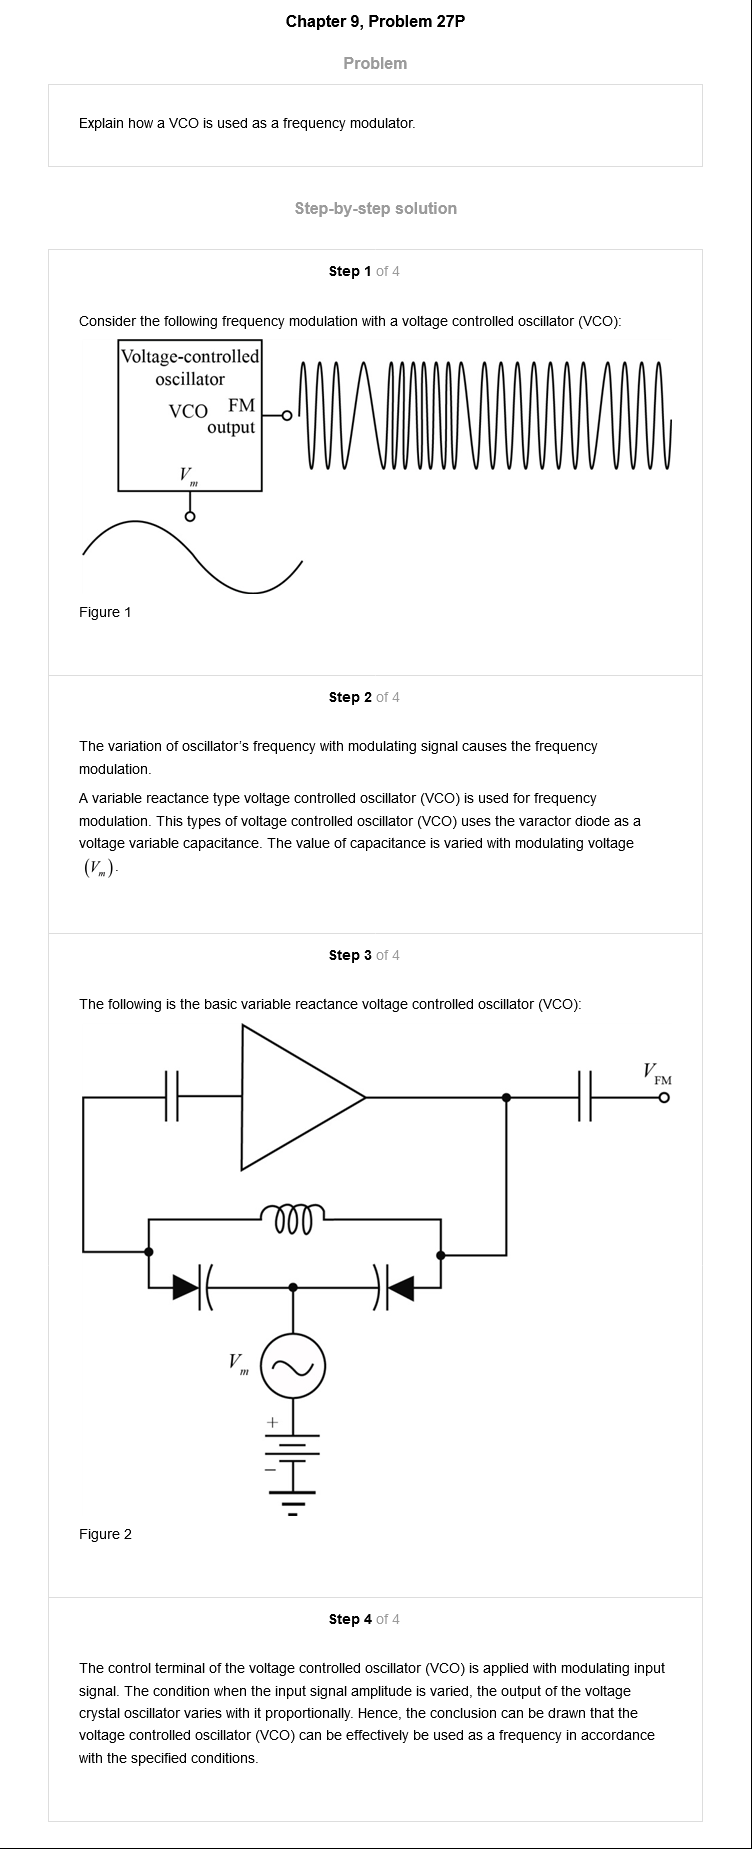 Chapter 9, Problem 27P
Problem
Explain how a VCO is used as a frequency modulator.
Step-by-step solution
Step 1 of 4
Consider the following frequency modulation with a voltage controlled oscillator (VCO):
Voltage-controlled
oscillator
VCO FM
output
V_m
Figure 1
Step 2 of 4
The variation of oscillator's frequency with modulating signal causes the frequency
modulation.
A variable reactance type voltage controlled oscillator (VCO) is used for frequency
modulation. This types of voltage controlled oscillator (VCO) uses the varactor diode as a
voltage variable capacitance. The value of capacitance is varied with modulating voltage
(V_m).
Step 3 of 4
The following is the basic variable reactance voltage controlled oscillator (VCO):
V_FM
V_m
+
−
Figure 2
Step 4 of 4
The control terminal of the voltage controlled oscillator (VCO) is applied with modulating input
signal. The condition when the input signal amplitude is varied, the output of the voltage
crystal oscillator varies with it proportionally. Hence, the conclusion can be drawn that the
voltage controlled oscillator (VCO) can be effectively be used as a frequency in accordance
with the specified conditions.